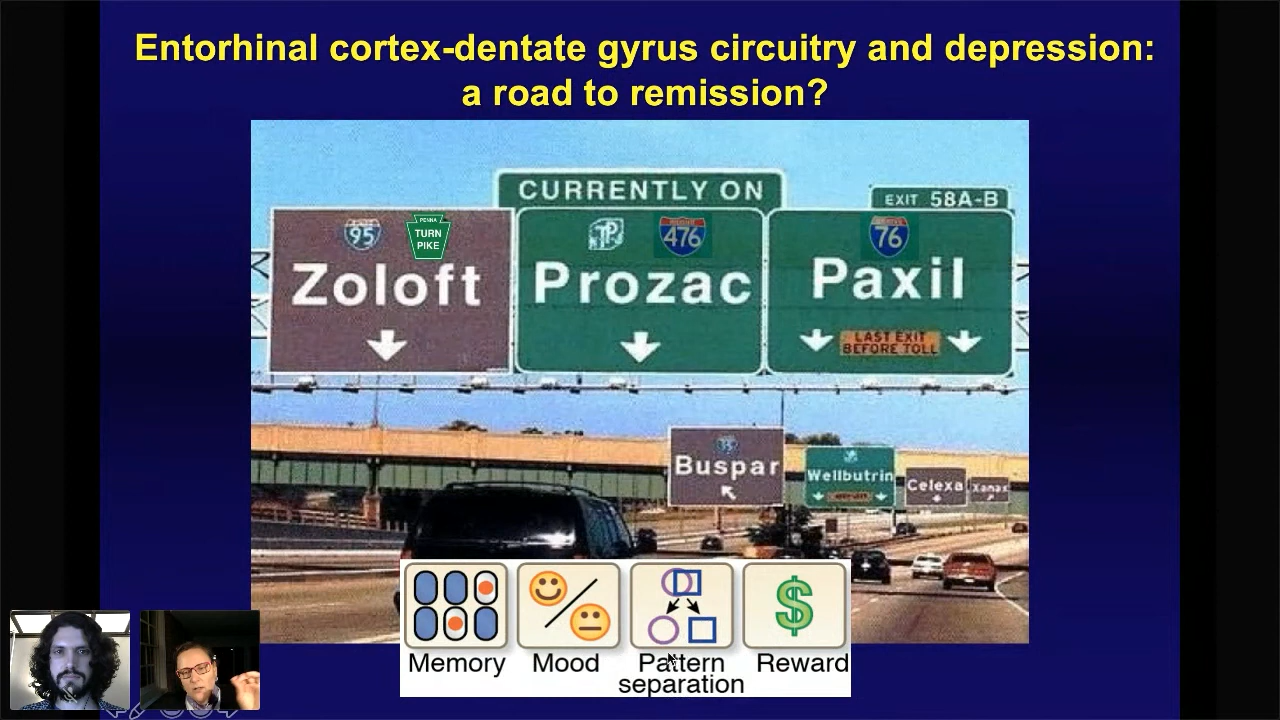 Entorhinal cortex-dentate gyrus circuitry and depression:
a road to remission?
CURRENTLY ON
EXIT 58A-B
95
PENNA
TURN
PIKE
476
76
Zoloft
Prozac
Paxil
LAST EXIT
BEFORE TOLL
Buspar
Wellbutrin
Celexa
Xanax
Memory
Mood
Pattern
separation
Reward
$